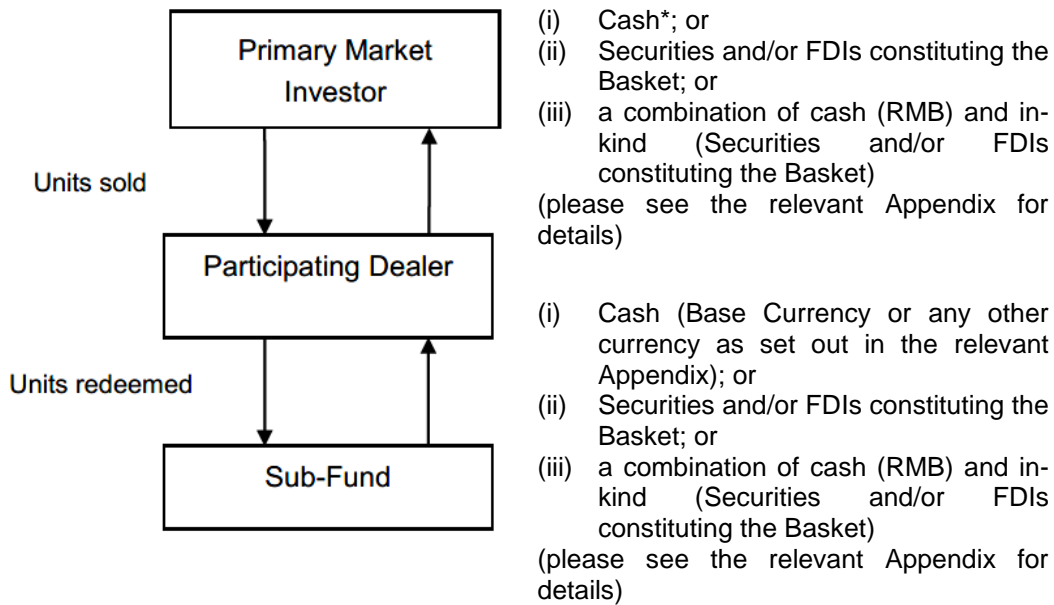 Primary Market
Investor
Units sold
Participating Dealer
Units redeemed
Sub-Fund
(i) Cash*; or
(ii) Securities and/or FDIs constituting the
Basket; or
(iii) a combination of cash (RMB) and in-
kind (Securities and/or FDIs
constituting the Basket)
(please see the relevant Appendix for
details)
(i) Cash (Base Currency or any other
currency as set out in the relevant
Appendix); or
(ii) Securities and/or FDIs constituting the
Basket; or
(iii) a combination of cash (RMB) and in-
kind (Securities and/or FDIs
constituting the Basket)
(please see the relevant Appendix for
details)